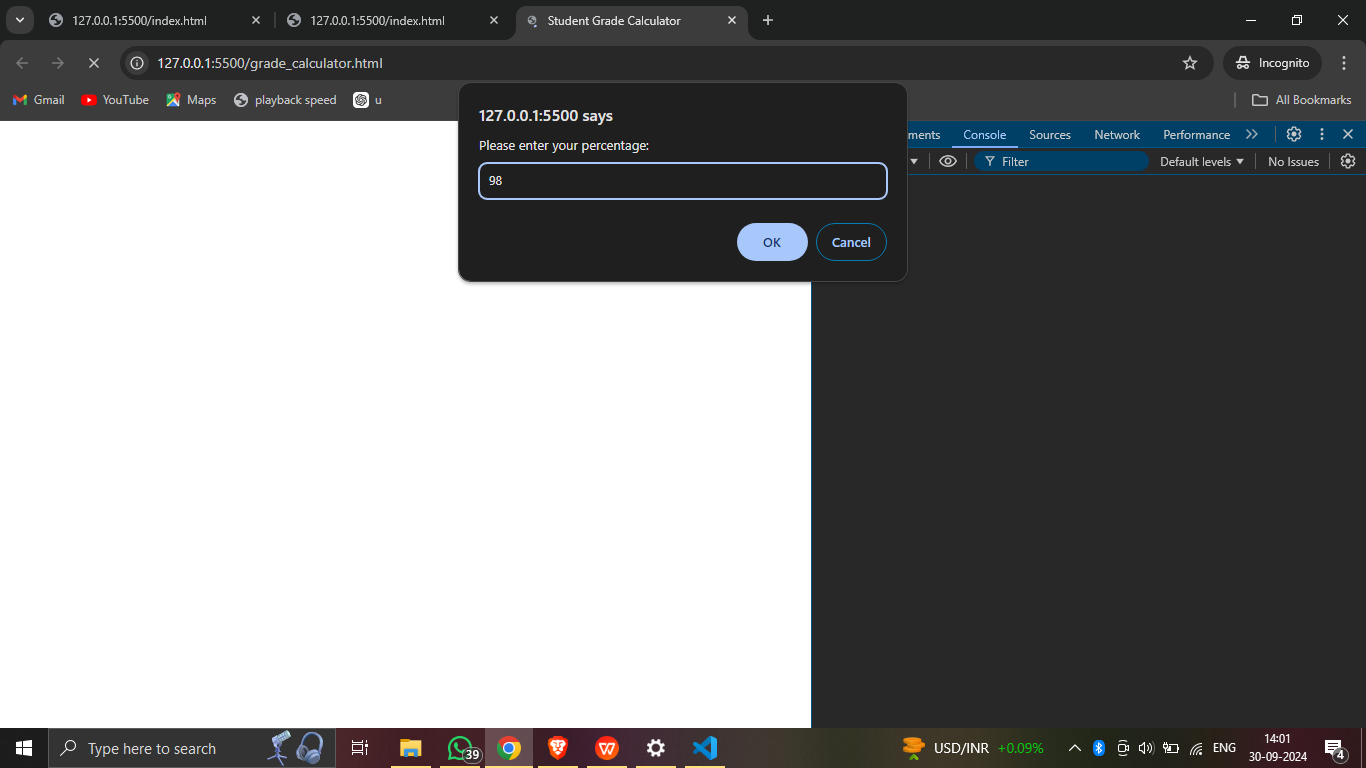 127.0.0.1:5500/index.html
127.0.0.1:5500/index.html
Student Grade Calculator
127.0.0.1:5500/grade_calculator.html
Incognito
Gmail
YouTube
Maps
playback speed
u
All Bookmarks
127.0.0.1:5500 says
Please enter your percentage:
98
OK
Cancel
ments
Console
Sources
Network
Performance
Filter
Default levels
No Issues
Type here to search
39
USD/INR +0.09%
ENG
14:01
30-09-2024
4